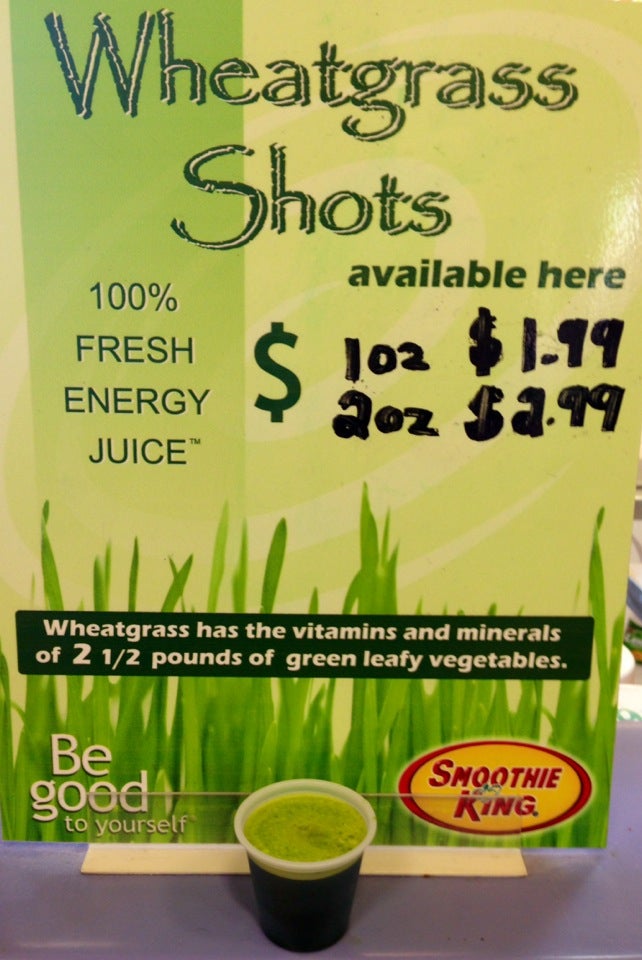 Wheatgrass
Shots
available here
100%
FRESH
ENERGY
JUICE™
$
1oz $1.99
2oz $2.99
Wheatgrass has the vitamins and minerals
of 2 1/2 pounds of green leafy vegetables.
Be
good
to yourself
SMOOTHIE
KING®